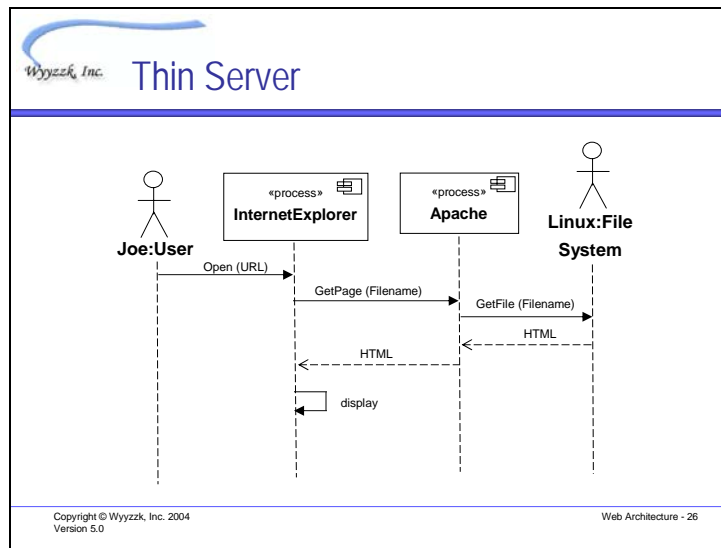 Wyyzzk, Inc.
Thin Server
«process»
InternetExplorer
«process»
Apache
Joe:User
Linux:File
System
Open (URL)
GetPage (Filename)
GetFile (Filename)
HTML
HTML
display
Copyright © Wyyzzk, Inc. 2004
Version 5.0
Web Architecture - 26